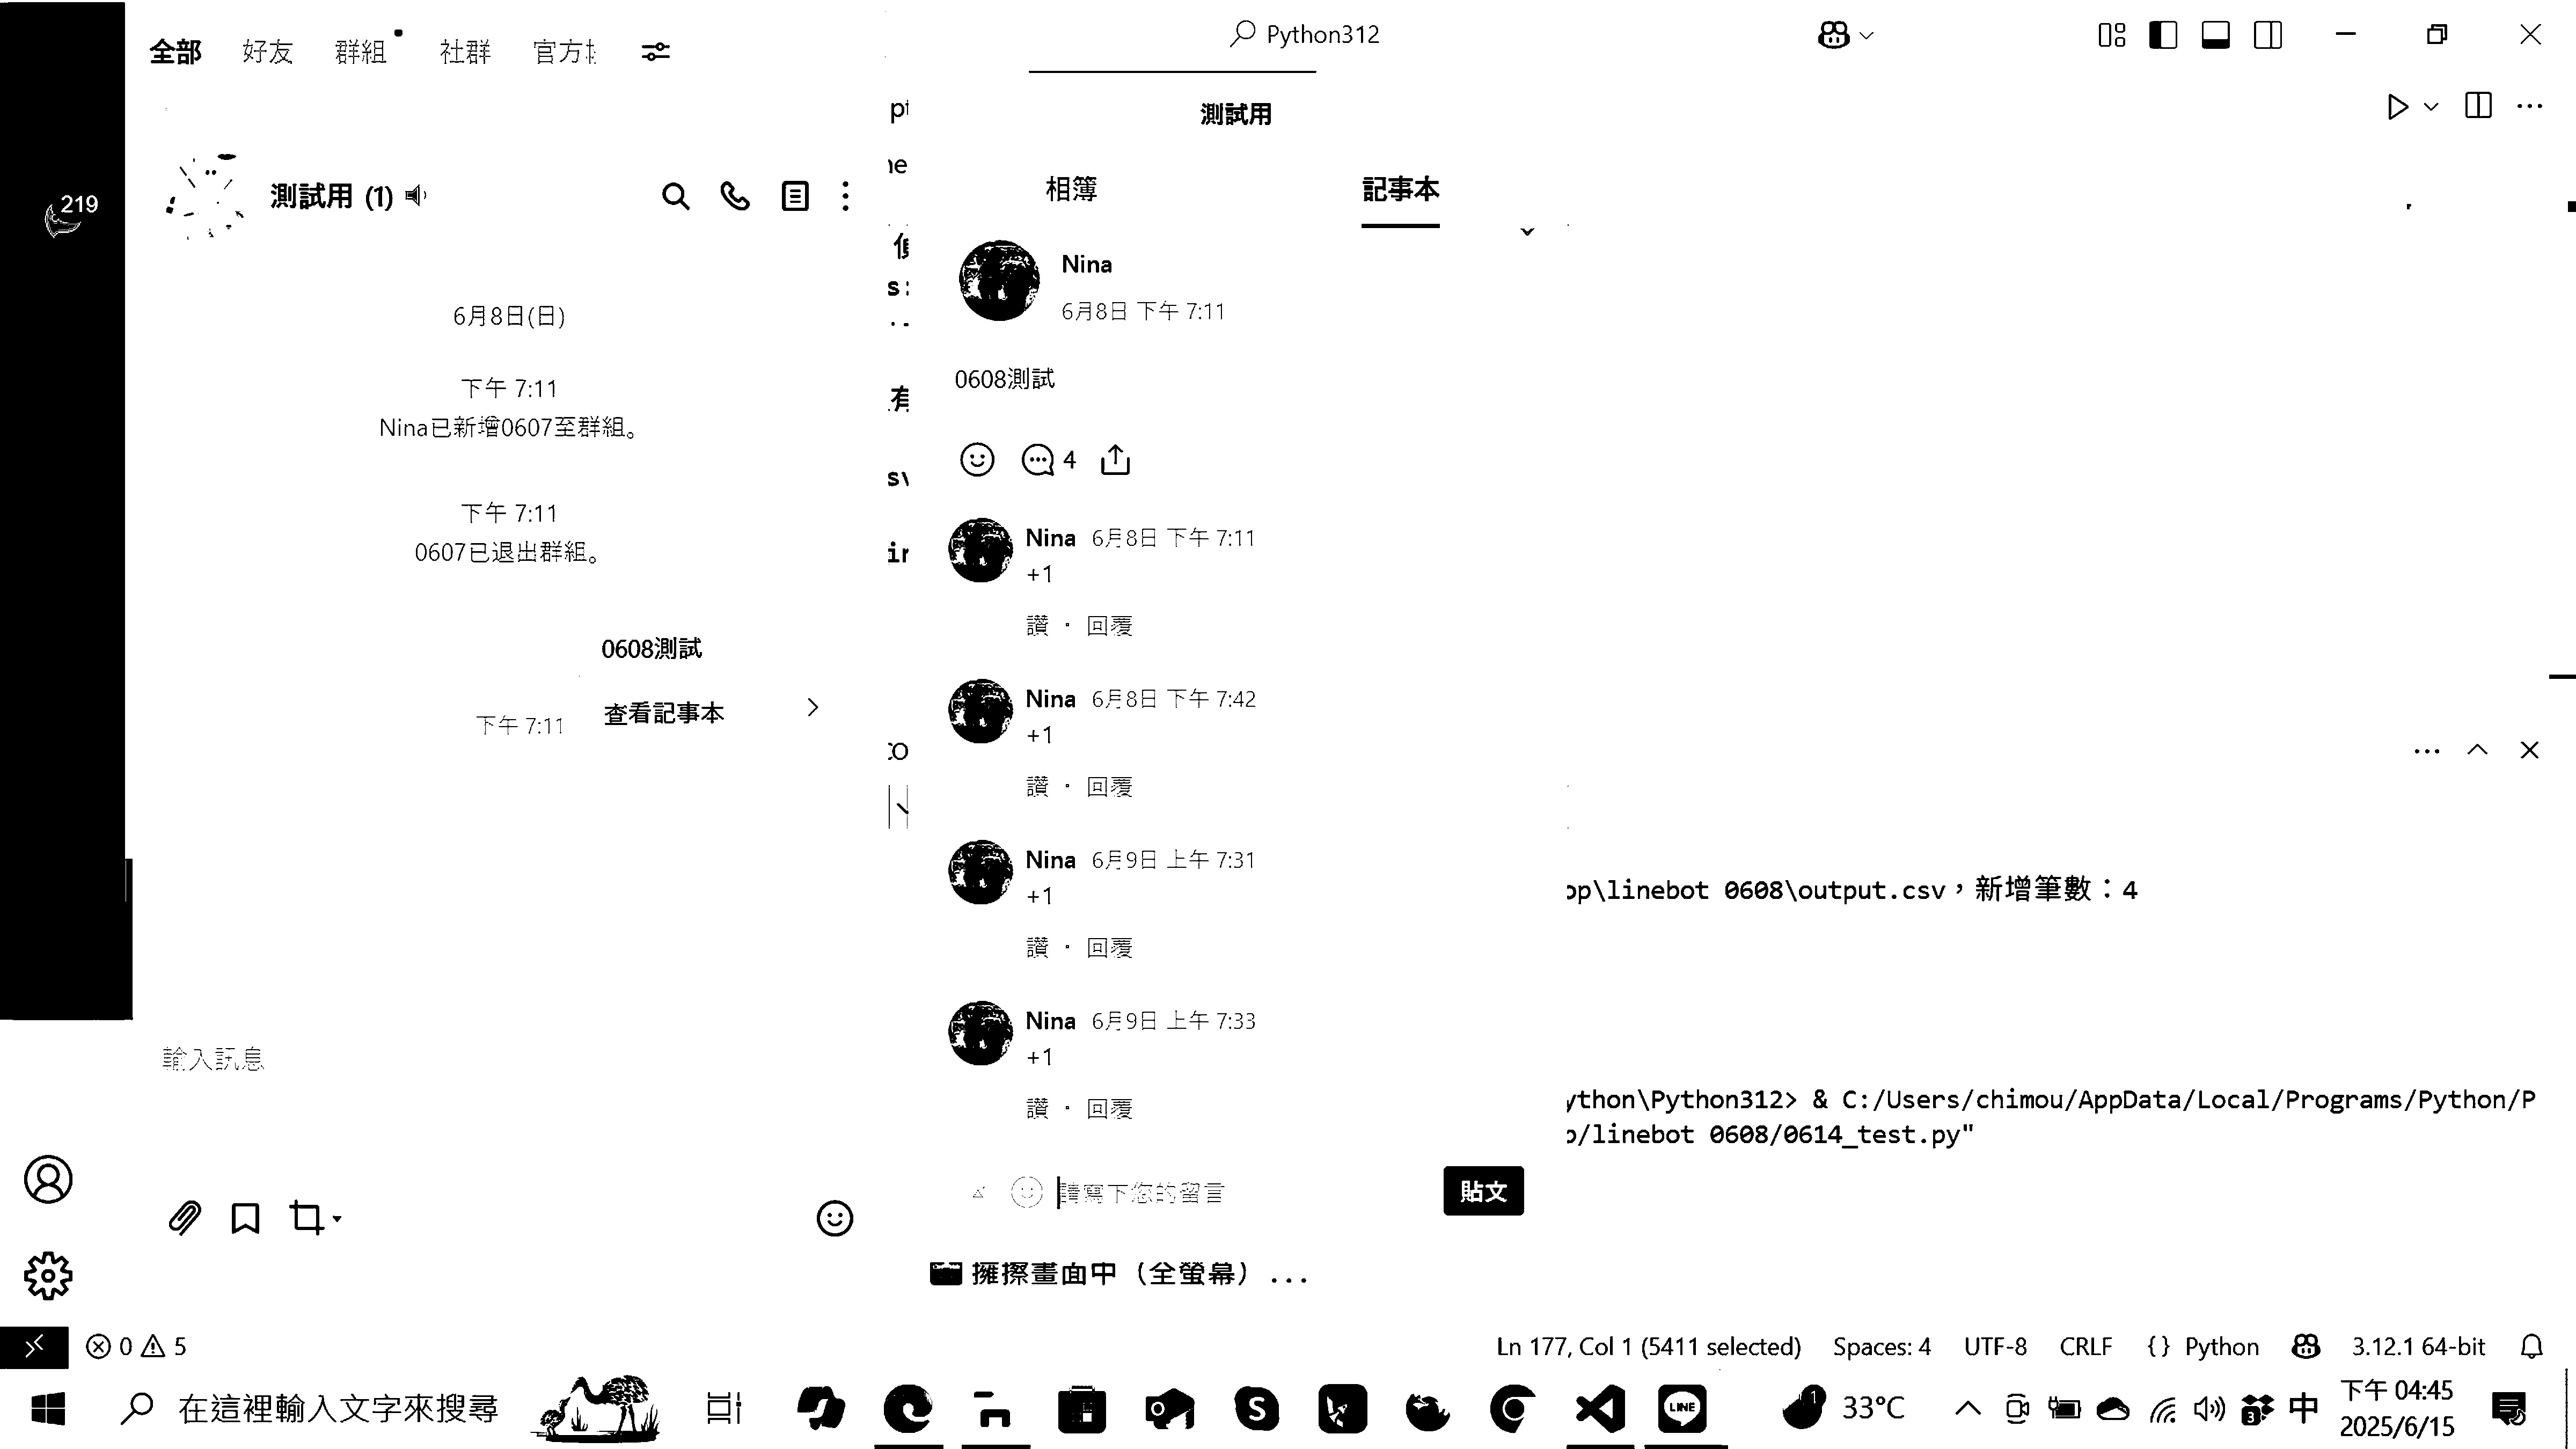 全部 好友 群組 社群 官方
219
測試用 (1)
6月8日(日)
下午 7:11
Nina已新增0607至群組。
下午 7:11
0607已退出群組。
0608測試
查看記事本
下午 7:11
輸入訊息
Python312
測試用
相簿 記事本
Nina
6月8日 下午 7:11
0608測試
4
Nina 6月8日 下午 7:11
+1
讚 · 回覆
Nina 6月8日 下午 7:42
+1
讚 · 回覆
Nina 6月9日 上午 7:31
+1
讚 · 回覆
Nina 6月9日 上午 7:33
+1
讚 · 回覆
請寫下您的留言
貼文
擁擦畫面中（全螢幕）...
op\linebot 0608\output.csv，新增筆數：4
ython\Python312> & C:/Users/chimou/AppData/Local/Programs/Python/P
p/linebot 0608/0614_test.py"
0 5
Ln 177, Col 1 (5411 selected) Spaces: 4 UTF-8 CRLF {} Python 3.12.1 64-bit
在這裡輸入文字來搜尋
LINE
1
33°C
3
中
下午 04:45
2025/6/15